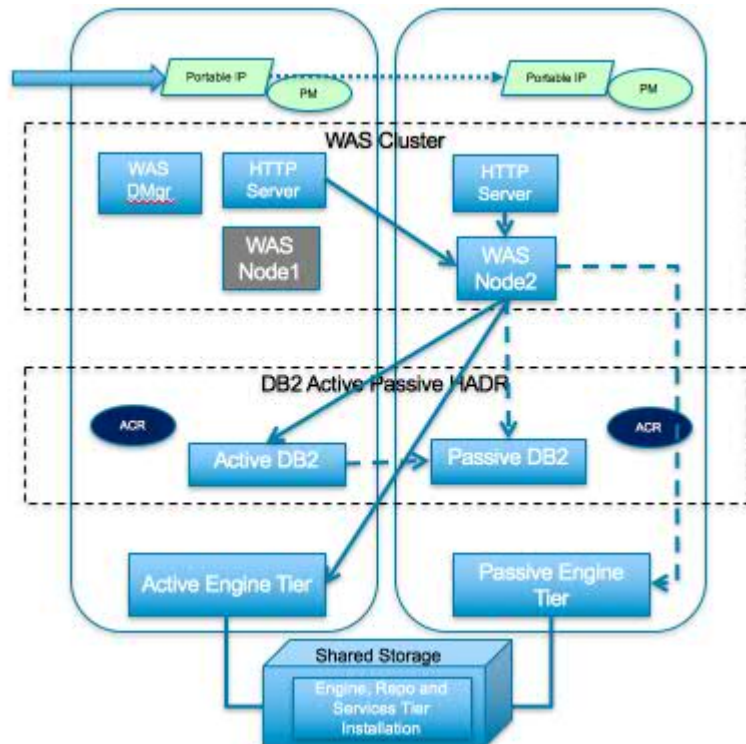 Portable IP
PM
Portable IP
PM
WAS Cluster
WAS
DMgr
HTTP
Server
HTTP
Server
WAS
Node1
WAS
Node2
DB2 Active Passive HADR
ACR
ACR
Active DB2
Passive DB2
Active Engine Tier
Passive Engine
Tier
Shared Storage
Engine, Repo and
Services Tier
Installation